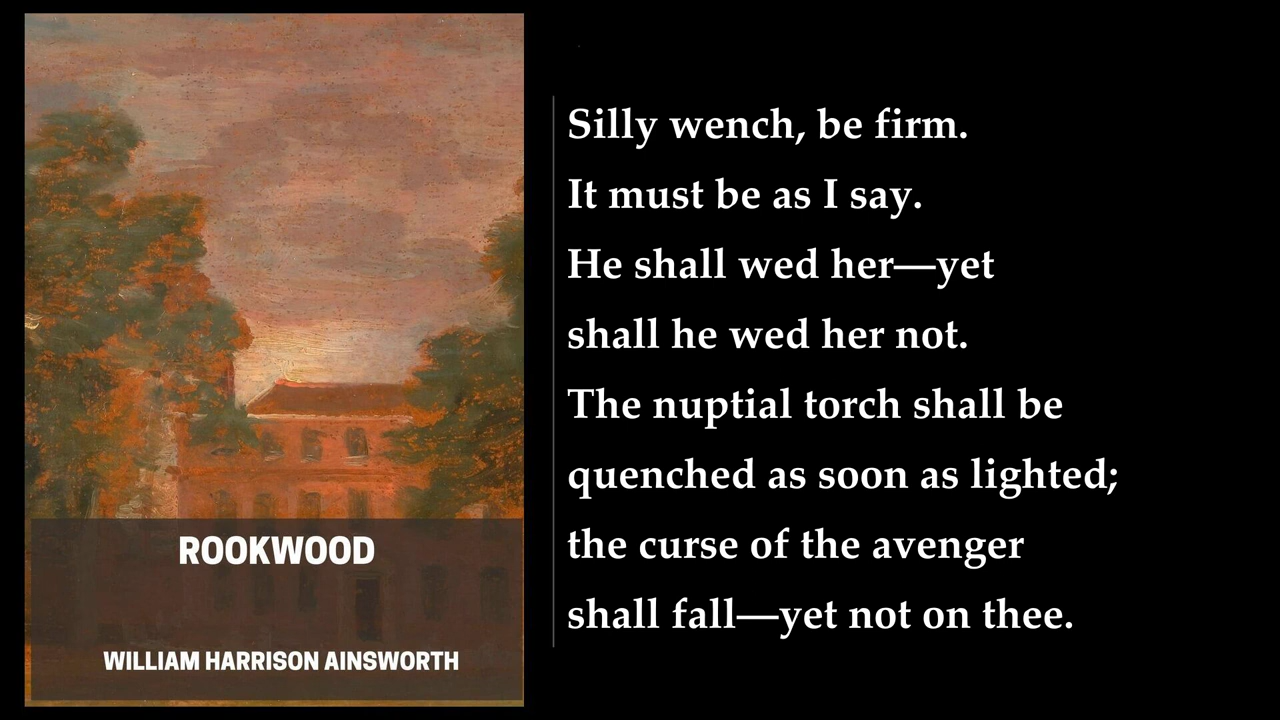 ROOKWOOD
WILLIAM HARRISON AINSWORTH
Silly wench, be firm.
It must be as I say.
He shall wed her—yet
shall he wed her not.
The nuptial torch shall be
quenched as soon as lighted;
the curse of the avenger
shall fall—yet not on thee.